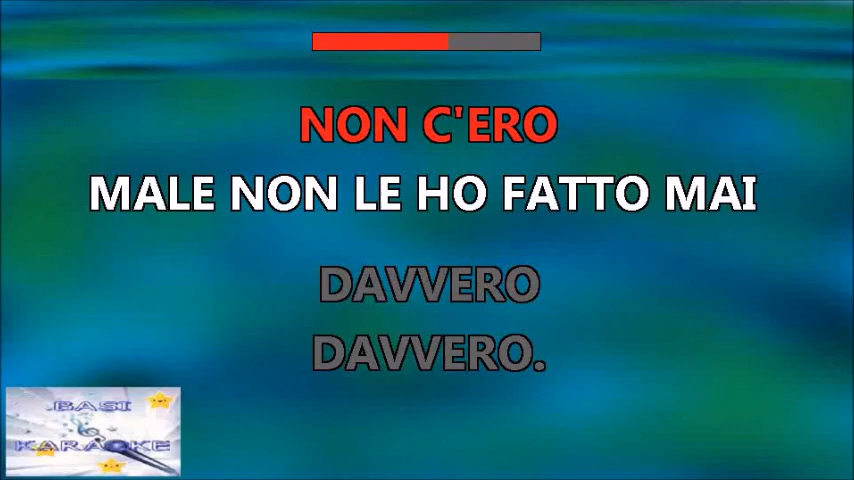 NON C'ERO
MALE NON LE HO FATTO MAI
DAVVERO
DAVVERO.
BASI
KARAOKE